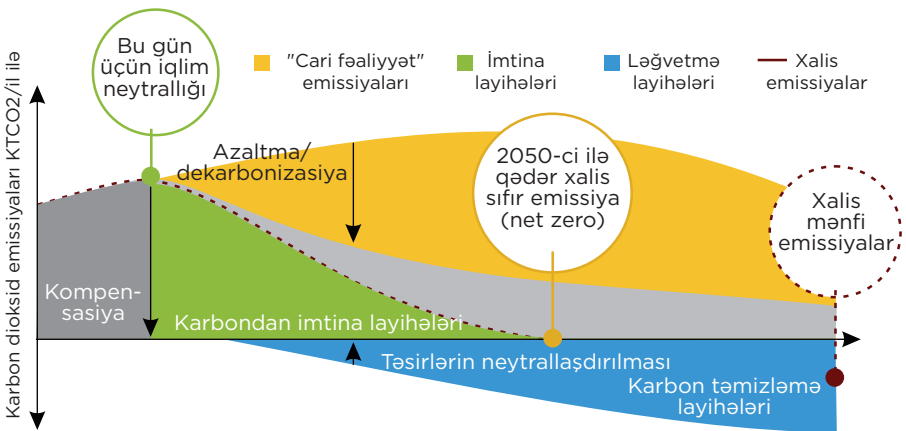 Bu gün
üçün iqlim
neytrallığı
"Cari fəaliyyət"
emissiyaları
İmtina
layihələri
Ləğvetmə
layihələri
Xalis
emissiyalar
Karbon dioksid emissiyaları KTCO2/il ilə
Azaltma/
dekarbonizasiya
2050-ci ilə
qədər xalis
sıfır emissiya
(net zero)
Xalis
mənfi
emissiyalar
Kompen-
sasiya
Karbondan imtina layihələri
Təsirlərin neytrallaşdırılması
Karbon təmizləmə
layihələri